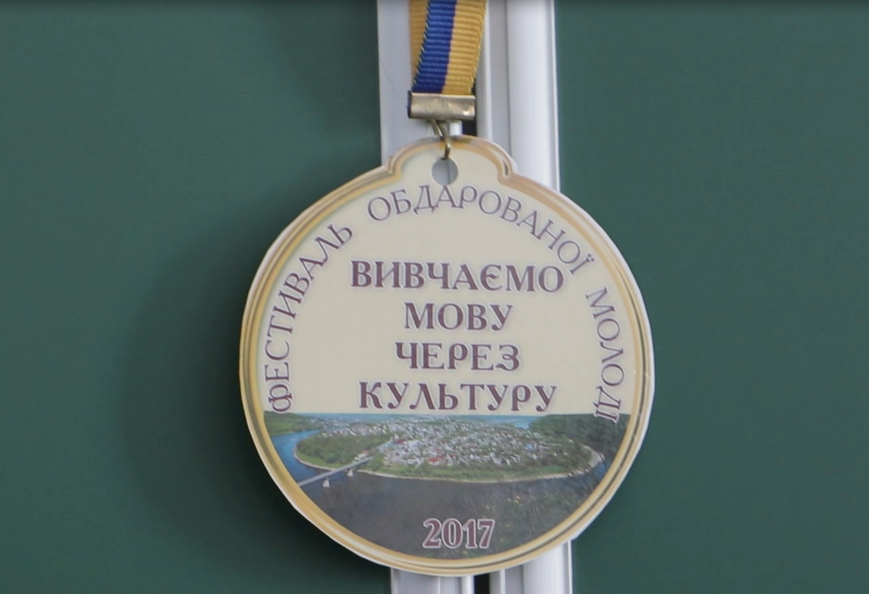 ФЕСТИВАЛЬ ОБДАРОВАНОЇ МОЛОДІ
ВИВЧАЄМО
МОВУ
ЧЕРЕЗ
КУЛЬТУРУ
2017